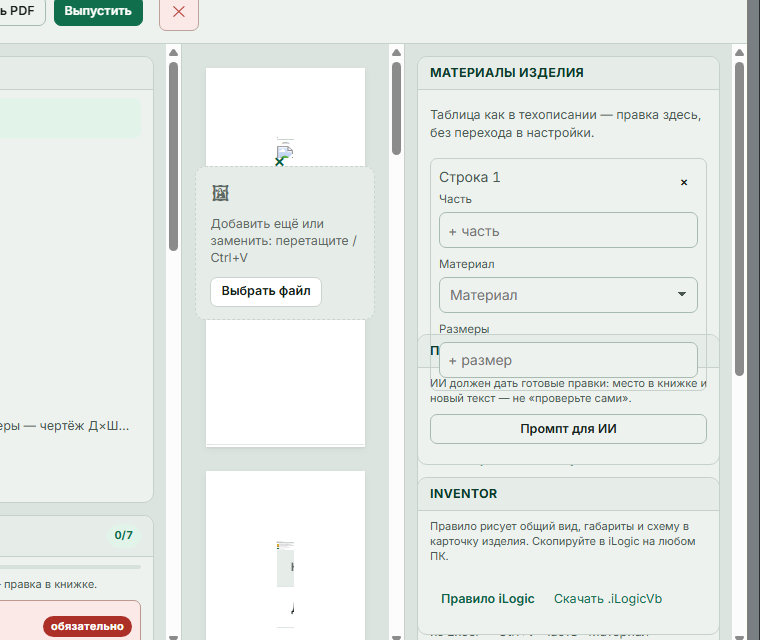 ь PDF
Выпустить
еры — чертёж Д×Ш...
0/7
правка в книжке.
обязательно
Добавить ещё или
заменить: перетащите /
Ctrl+V
Выбрать файл
МАТЕРИАЛЫ ИЗДЕЛИЯ
Таблица как в техописании — правка здесь,
без перехода в настройки.
Строка 1
×
Часть
+ часть
Материал
Материал
Размеры
+ размер
ИИ должен дать готовые правки: место в книжке и
новый текст — не «проверьте сами».
Промпт для ИИ
INVENTOR
Правило рисует общий вид, габариты и схему в
карточку изделия. Скопируйте в iLogic на любом
ПК.
Правило iLogic
Скачать .iLogicVb